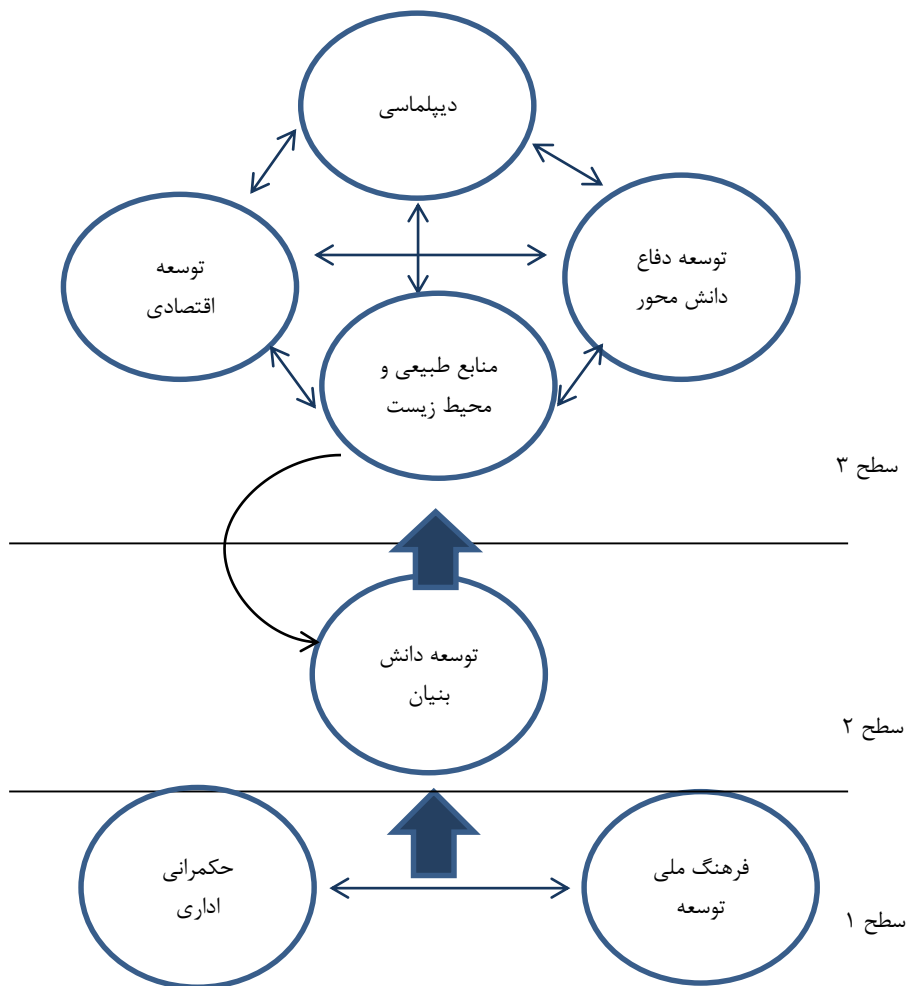 دیپلماسی
توسعه دفاع
دانش محور
توسعه
اقتصادی
منابع طبیعی و
محیط زیست
سطح ۳
توسعه دانش
بنیان
سطح ۲
فرهنگ ملی
توسعه
حکمرانی
اداری
سطح ۱